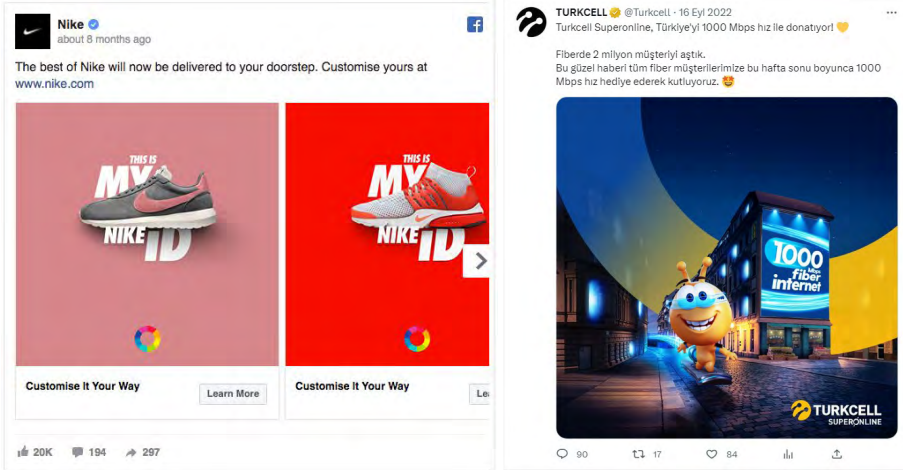 Nike
about 8 months ago
The best of Nike will now be delivered to your doorstep. Customise yours at
www.nike.com
THIS IS
MY
NIKE ID
Customise It Your Way
Learn More
THIS IS
MY
NIKE ID
Customise It Your Way
Lea
20K 194 297
TURKCELL @Turkcell · 16 Eyl 2022
Turkcell Superonline, Türkiye'yi 1000 Mbps hız ile donatıyor! 💛
Fiberde 2 milyon müşteriyi aştık.
Bu güzel haberi tüm fiber müşterilerimize bu hafta sonu boyunca 1000
Mbps hız hediye ederek kutluyoruz. 🤩
1000
Mbps
fiber
internet
TURKCELL
SUPERONLINE
90 17 84